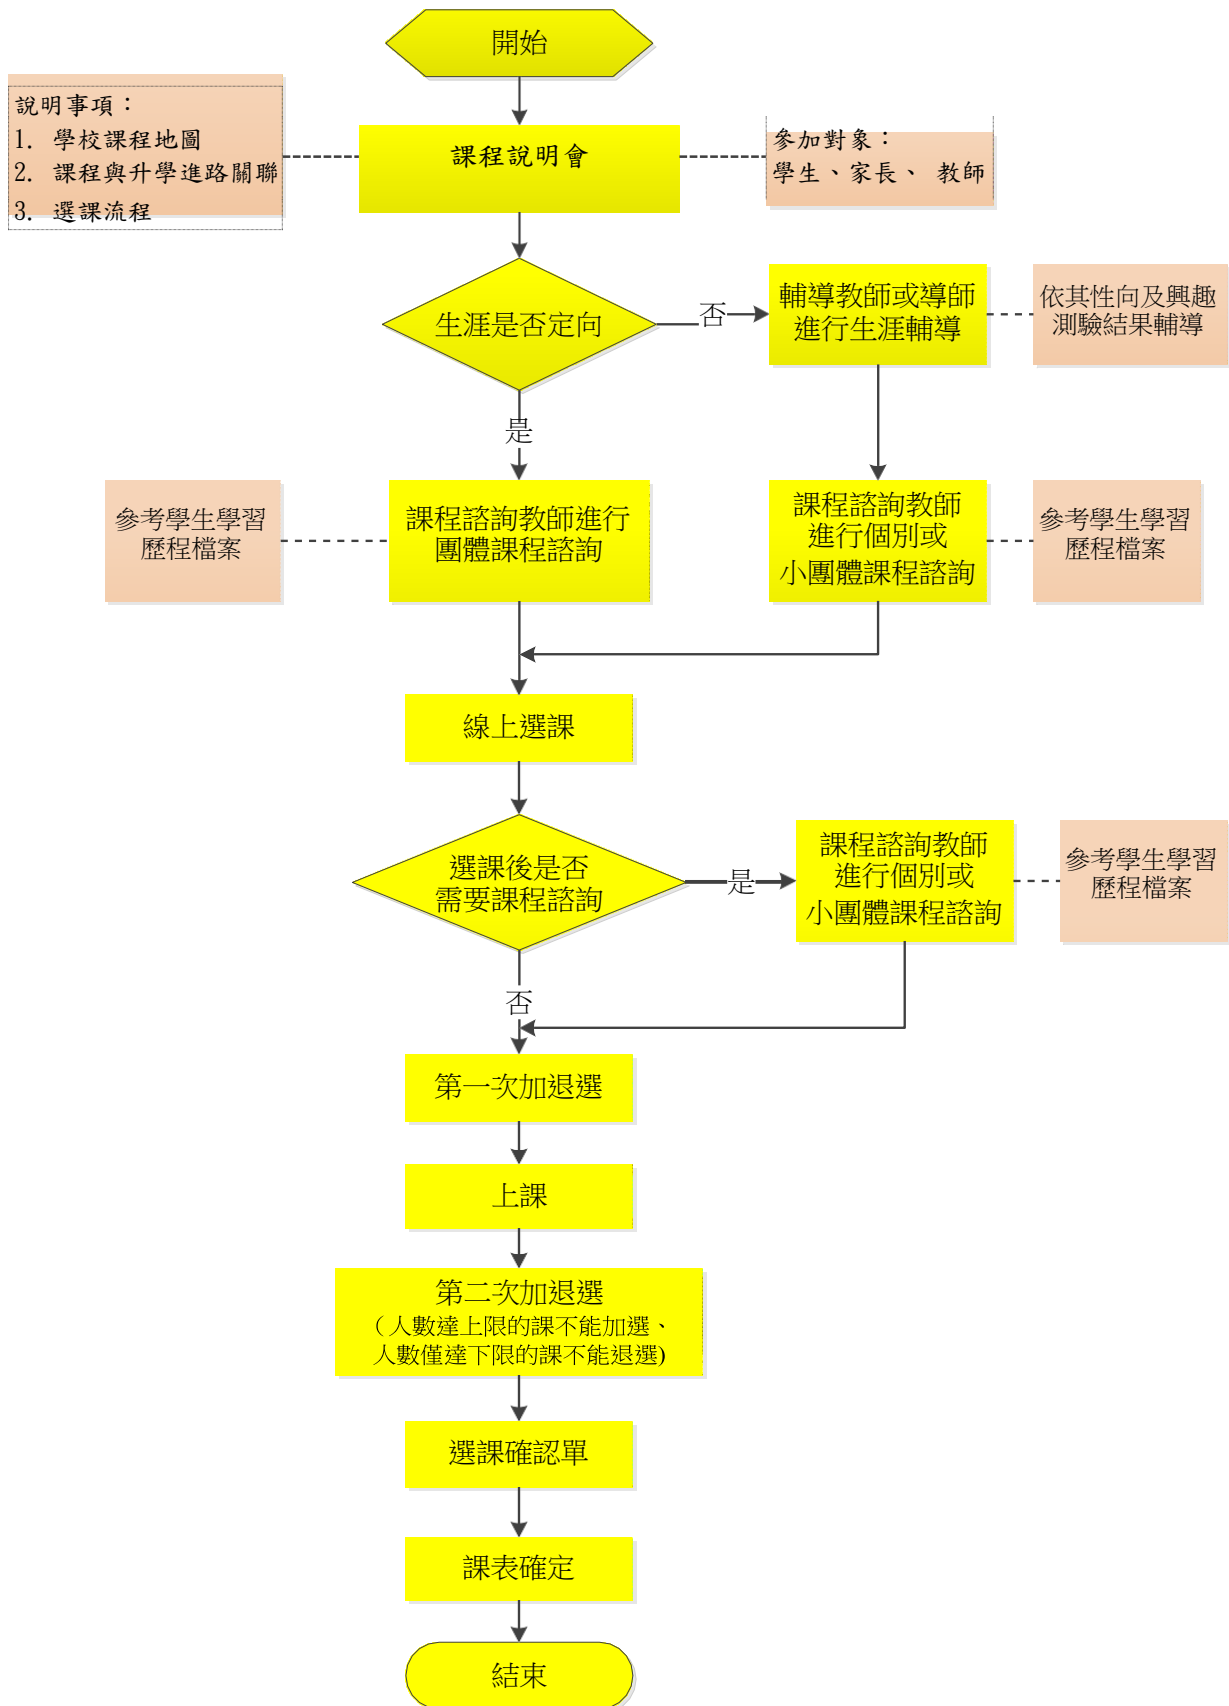 開始
說明事項：
1. 學校課程地圖
2. 課程與升學進路關聯
3. 選課流程
課程說明會
參加對象：
學生、家長、 教師
生涯是否定向
否
輔導教師或導師
進行生涯輔導
依其性向及興趣
測驗結果輔導
是
參考學生學習
歷程檔案
課程諮詢教師進行
團體課程諮詢
課程諮詢教師
進行個別或
小團體課程諮詢
參考學生學習
歷程檔案
線上選課
選課後是否
需要課程諮詢
是
課程諮詢教師
進行個別或
小團體課程諮詢
參考學生學習
歷程檔案
否
第一次加退選
上課
第二次加退選
（人數達上限的課不能加選、
人數僅達下限的課不能退選)
選課確認單
課表確定
結束